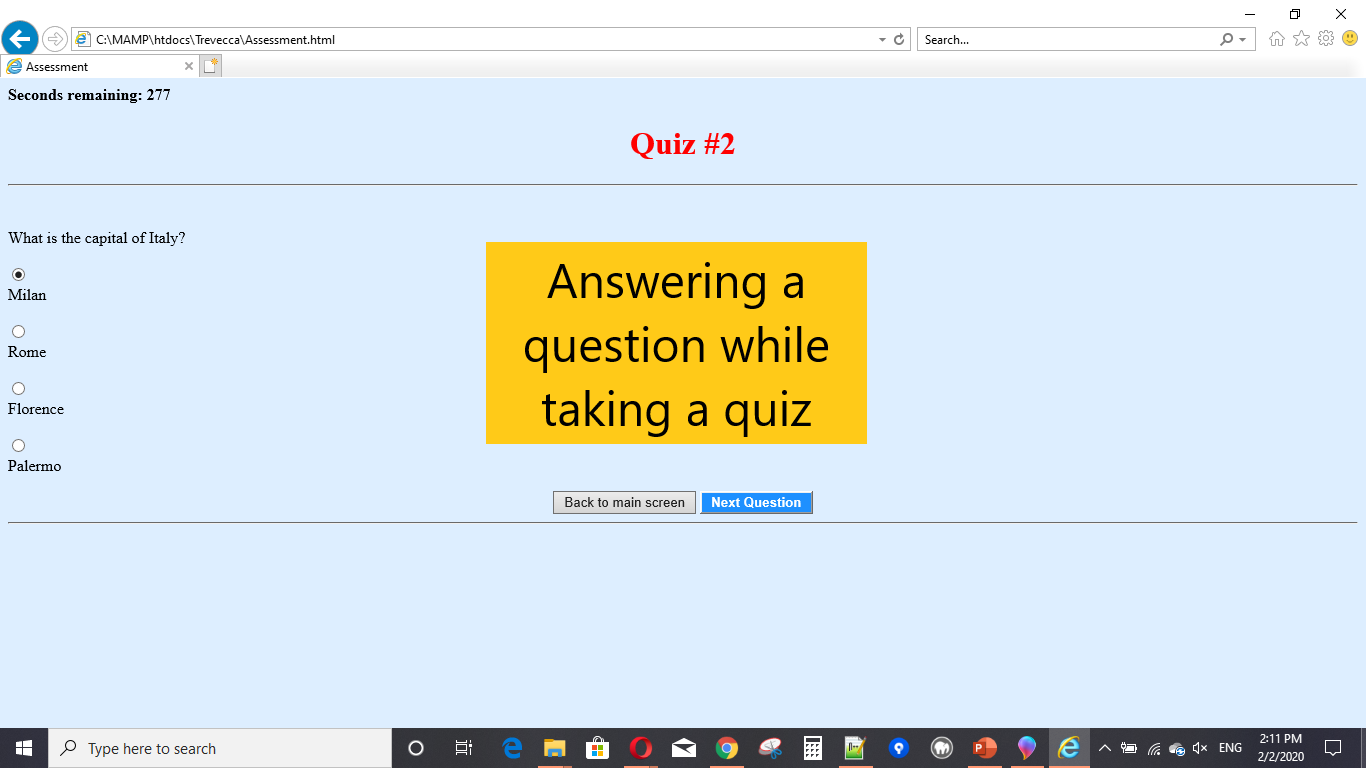 C:\MAMP\htdocs\Trevecca\Assessment.html
Search...
Assessment
Seconds remaining: 277
Quiz #2
What is the capital of Italy?
Milan
Rome
Florence
Palermo
Answering a
question while
taking a quiz
Back to main screen
Next Question
Type here to search
ENG
2:11 PM
2/2/2020